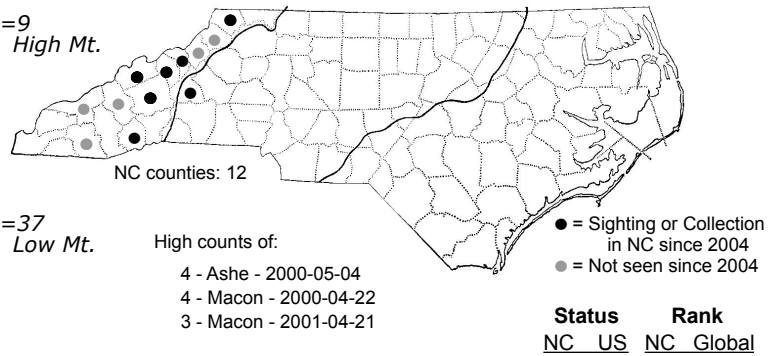 =9
High Mt.
NC counties: 12
=37
Low Mt.
High counts of:
4 - Ashe - 2000-05-04
4 - Macon - 2000-04-22
3 - Macon - 2001-04-21
● = Sighting or Collection
in NC since 2004
● = Not seen since 2004
Status Rank
NC US NC Global